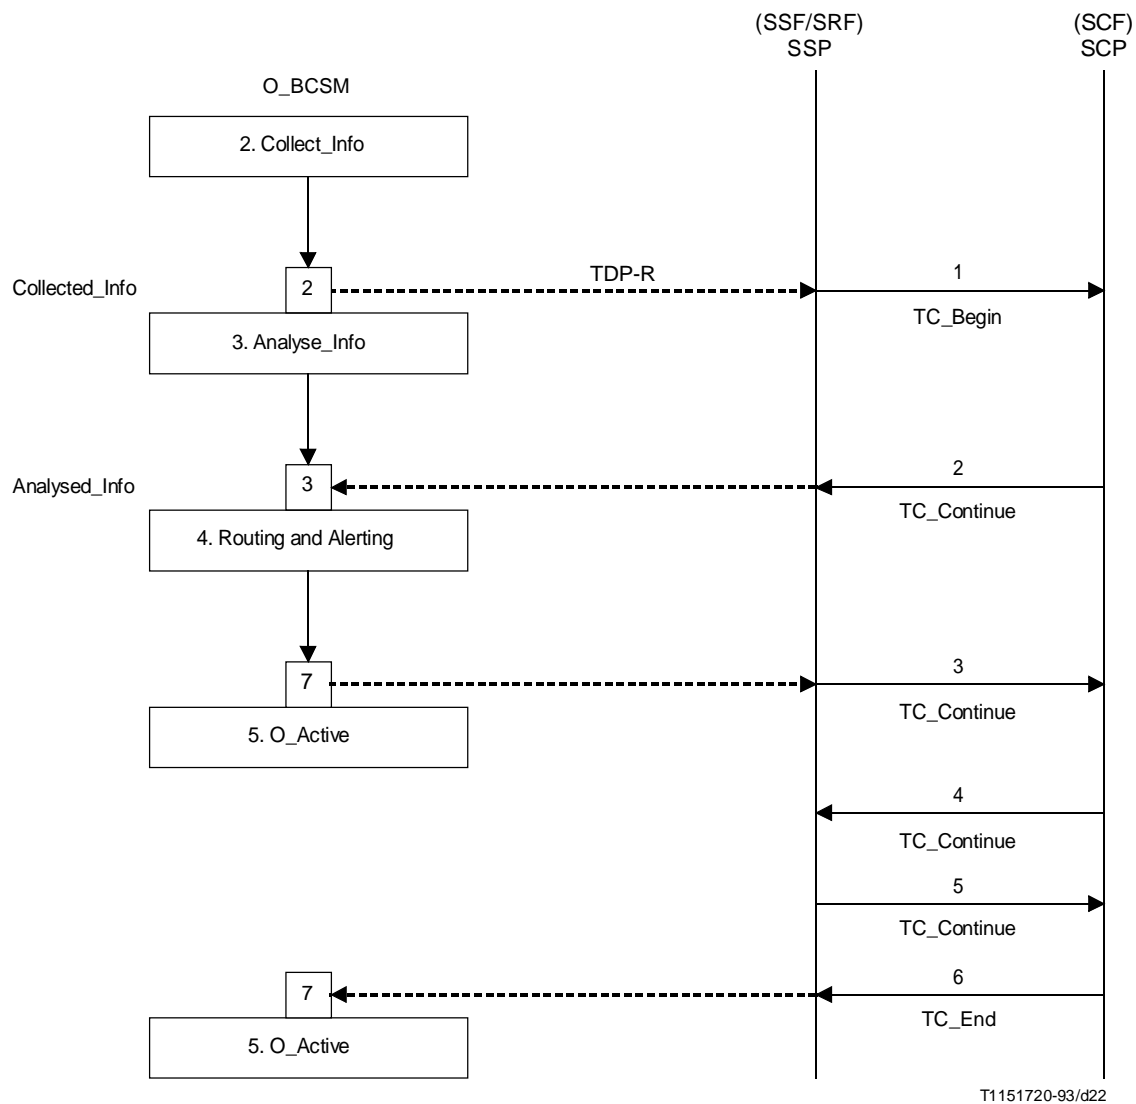 (SSF/SRF) (SCF)
SSP SCP
O_BCSM
2. Collect_Info
Collected_Info 2 TDP-R 1
TC_Begin
3. Analyse_Info
Analysed_Info 3 2
TC_Continue
4. Routing and Alerting
7 3
TC_Continue
5. O_Active
4
TC_Continue
5
TC_Continue
7 6
TC_End
5. O_Active
T1151720-93/d22